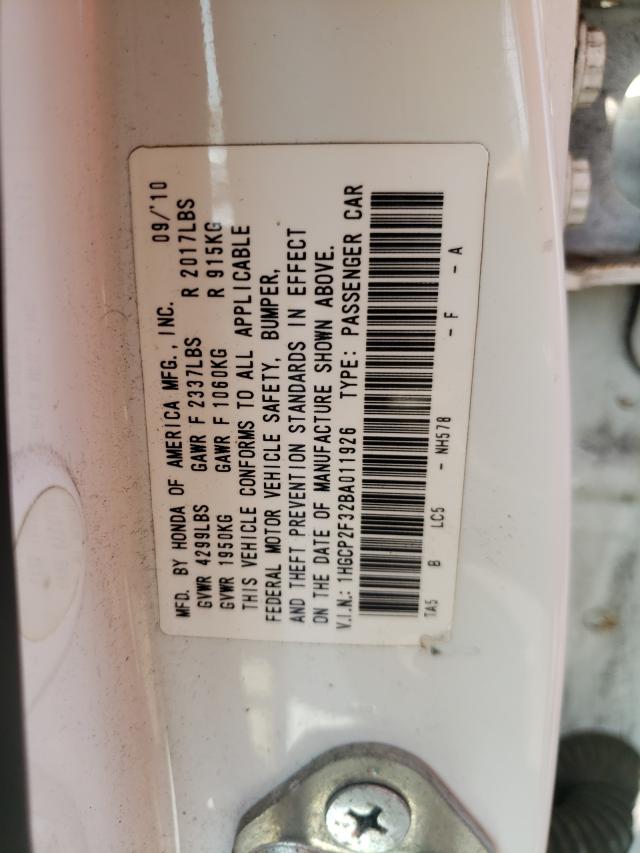 MFD. BY HONDA OF AMERICA MFG., INC. 09/'10
GVWR 4299LBS GAWR F 2337LBS R 2017LBS
GVWR 1950KG GAWR F 1060KG R 915KG
THIS VEHICLE CONFORMS TO ALL APPLICABLE
FEDERAL MOTOR VEHICLE SAFETY, BUMPER,
AND THEFT PREVENTION STANDARDS IN EFFECT
ON THE DATE OF MANUFACTURE SHOWN ABOVE.
V.I.N.: 1HGCP2F32BA011926 TYPE: PASSENGER CAR
TA5 B LC5 - NH578 - F - A